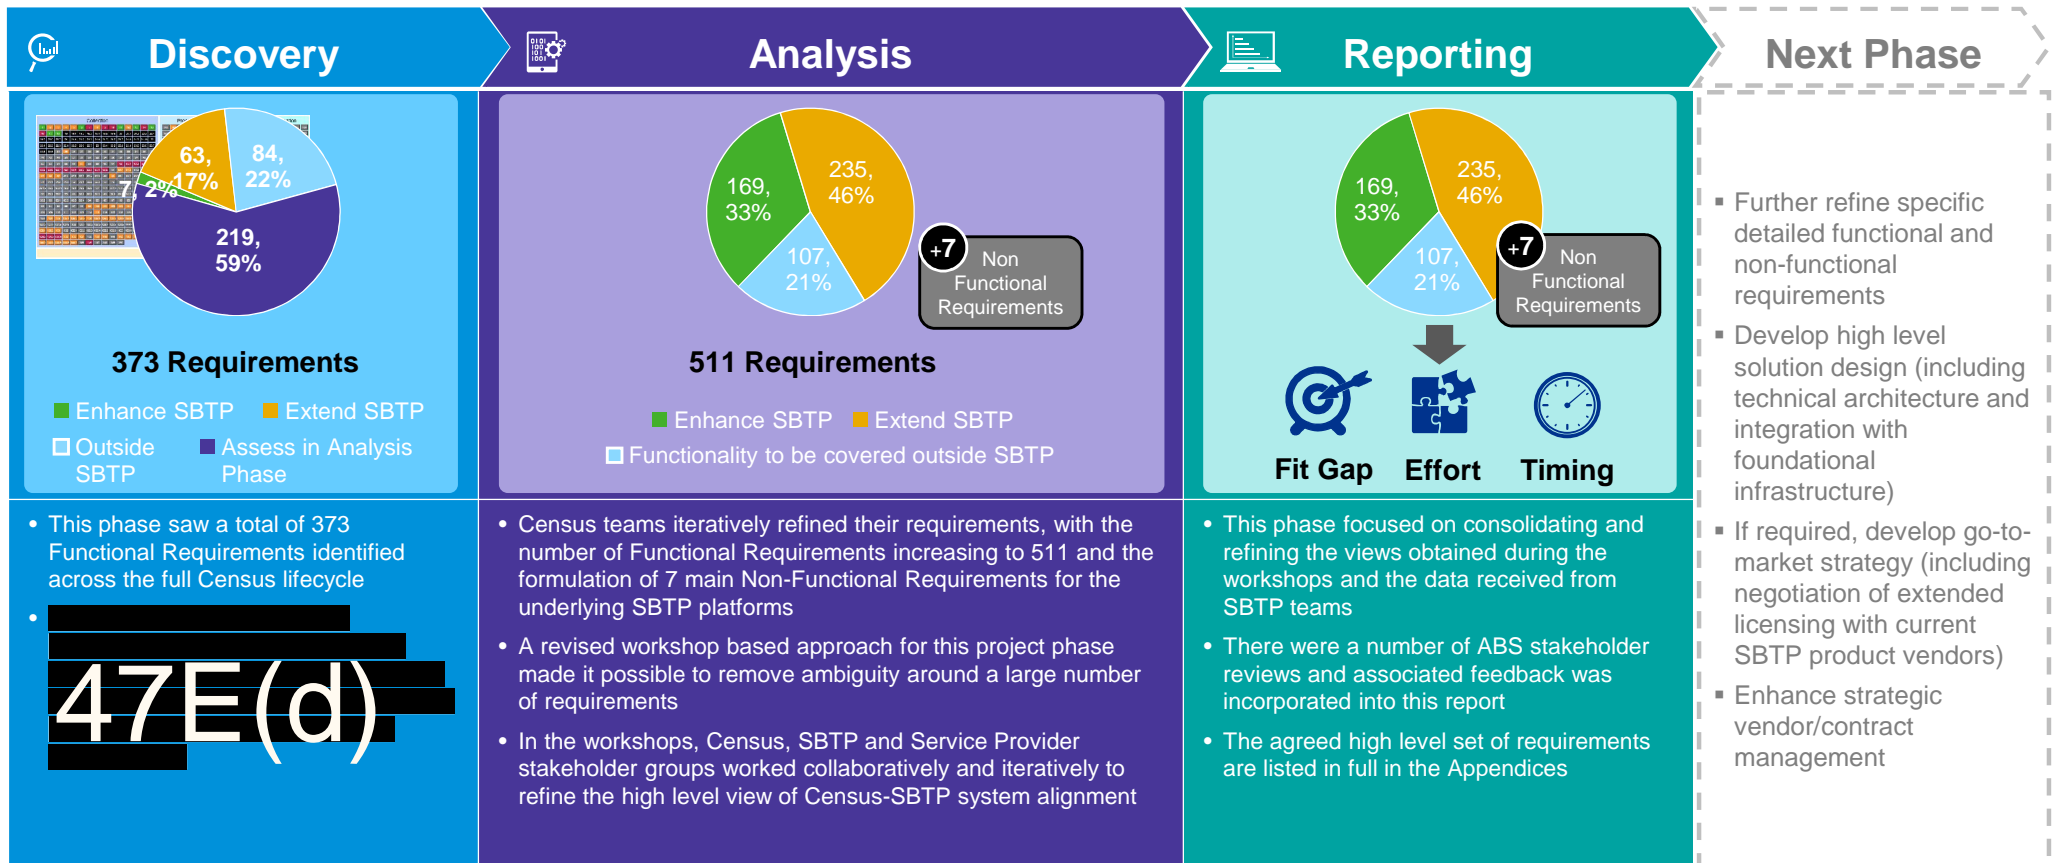 Discovery
Analysis
Reporting
Next Phase
63,
17%
84,
22%
7, 2%
219,
59%
373 Requirements
Enhance SBTP
Extend SBTP
Outside
SBTP
Assess in Analysis
Phase
169,
33%
235,
46%
107,
21%
+7
Non
Functional
Requirements
511 Requirements
Enhance SBTP
Extend SBTP
Functionality to be covered outside SBTP
169,
33%
235,
46%
107,
21%
+7
Non
Functional
Requirements
Fit Gap
Effort
Timing
• This phase saw a total of 373
Functional Requirements identified
across the full Census lifecycle
•
47E(d)
• Census teams iteratively refined their requirements, with the
number of Functional Requirements increasing to 511 and the
formulation of 7 main Non-Functional Requirements for the
underlying SBTP platforms
• A revised workshop based approach for this project phase
made it possible to remove ambiguity around a large number
of requirements
• In the workshops, Census, SBTP and Service Provider
stakeholder groups worked collaboratively and iteratively to
refine the high level view of Census-SBTP system alignment
• This phase focused on consolidating and
refining the views obtained during the
workshops and the data received from
SBTP teams
• There were a number of ABS stakeholder
reviews and associated feedback was
incorporated into this report
• The agreed high level set of requirements
are listed in full in the Appendices
▪ Further refine specific
detailed functional and
non-functional
requirements
▪ Develop high level
solution design (including
technical architecture and
integration with
foundational
infrastructure)
▪ If required, develop go-to-
market strategy (including
negotiation of extended
licensing with current
SBTP product vendors)
▪ Enhance strategic
vendor/contract
management